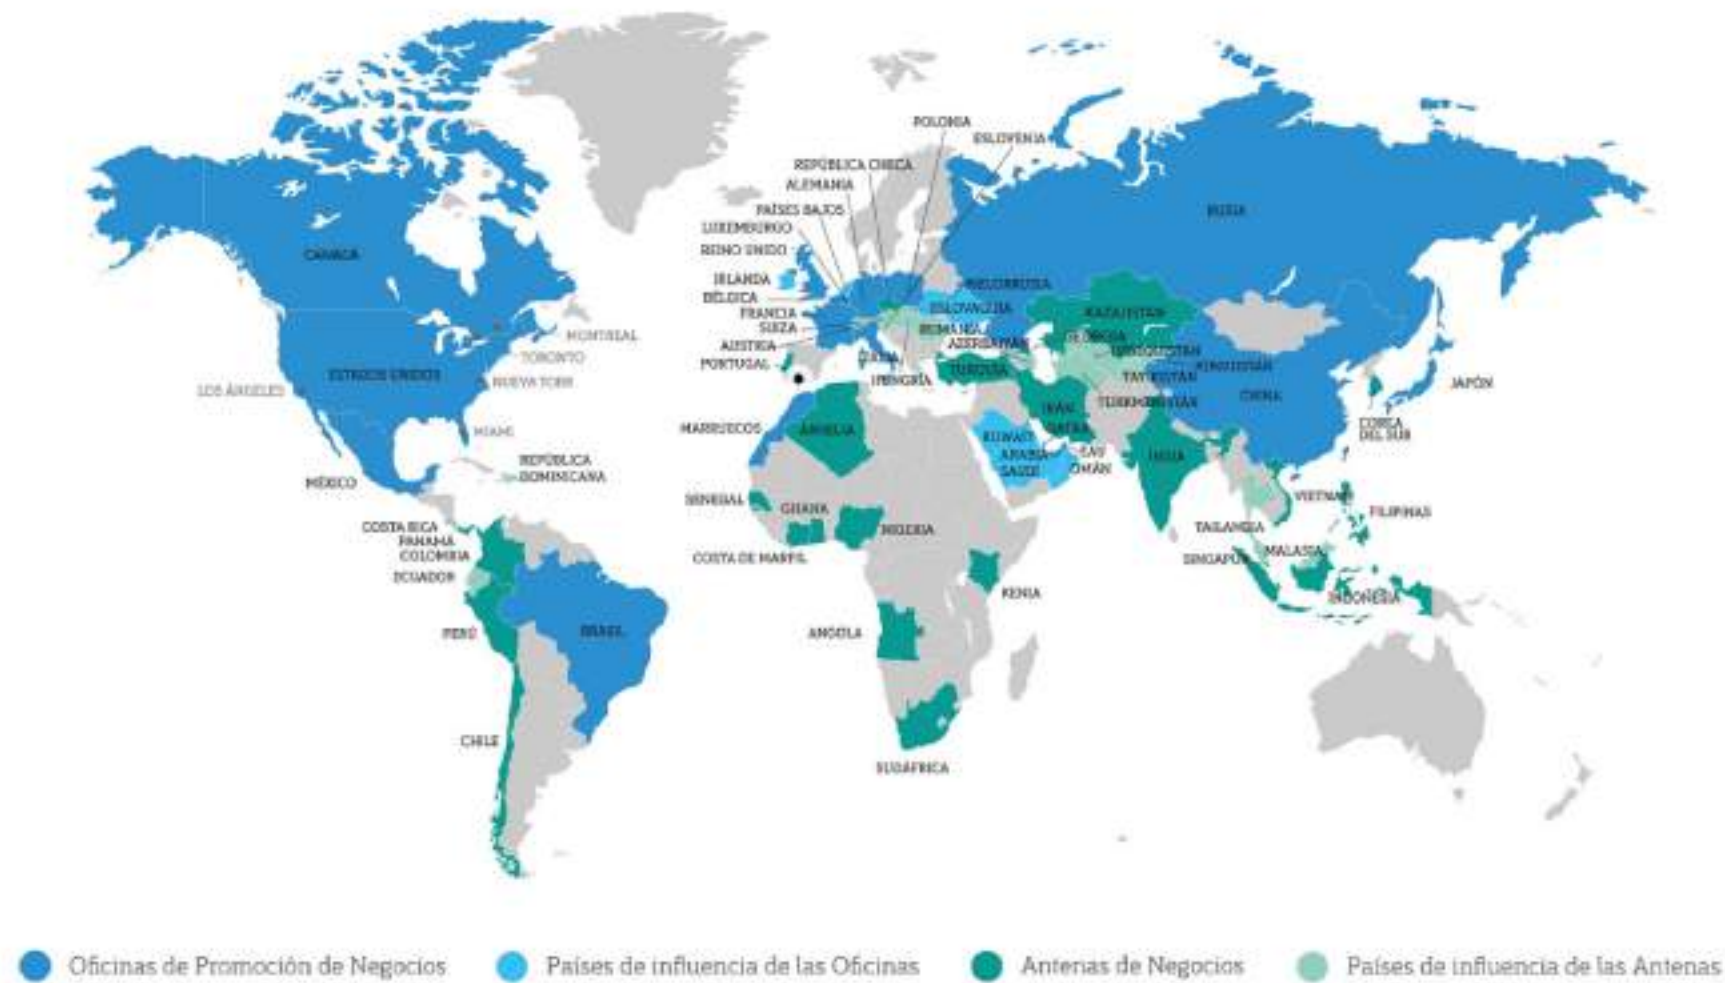 POLONIA
ESLOVENIA
REPÚBLICA CHECA
ALEMANIA
PAÍSES BAJOS
LUXEMBURGO
REINO UNIDO
IRLANDA
BÉLGICA
FRANCIA
SUIZA
AUSTRIA
PORTUGAL
ITALIA
HUNGRÍA
RUSIA
BIELORRUSIA
ESLOVAQUIA
RUMANÍA
AZERBAIYÁN
TURQUÍA
KAZAJISTÁN
GEORGIA
UZBEQUISTÁN
KIRGUISTÁN
TAYIKISTÁN
TURKMENISTÁN
CANADÁ
MONTREAL
TORONTO
ESTADOS UNIDOS
NUEVA YORK
LOS ÁNGELES
MIAMI
MÉXICO
REPÚBLICA
DOMINICANA
COSTA RICA
PANAMÁ
COLOMBIA
ECUADOR
PERÚ
BRASIL
CHILE
MARRUECOS
ARGELIA
SENEGAL
GHANA
NIGERIA
COSTA DE MARFIL
KENIA
ANGOLA
SUDÁFRICA
IRÁN
QATAR
KUWAIT
ARABIA
SAUDÍ
EAU
OMÁN
INDIA
CHINA
JAPÓN
COREA
DEL SUR
VIETNAM
FILIPINAS
TAILANDIA
SINGAPUR
MALASIA
INDONESIA
Oficinas de Promoción de Negocios
Países de influencia de las Oficinas
Antenas de Negocios
Países de influencia de las Antenas